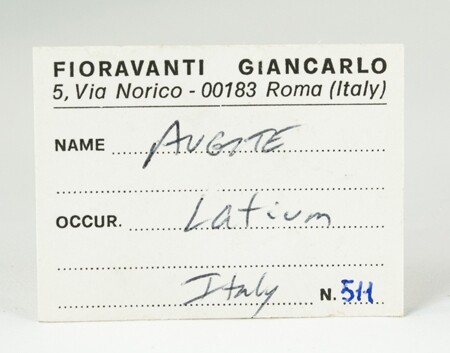 FIORAVANTI GIANCARLO
5, Via Norico - 00183 Roma (Italy)
NAME AUGITE
OCCUR. Latium
Italy N. 511